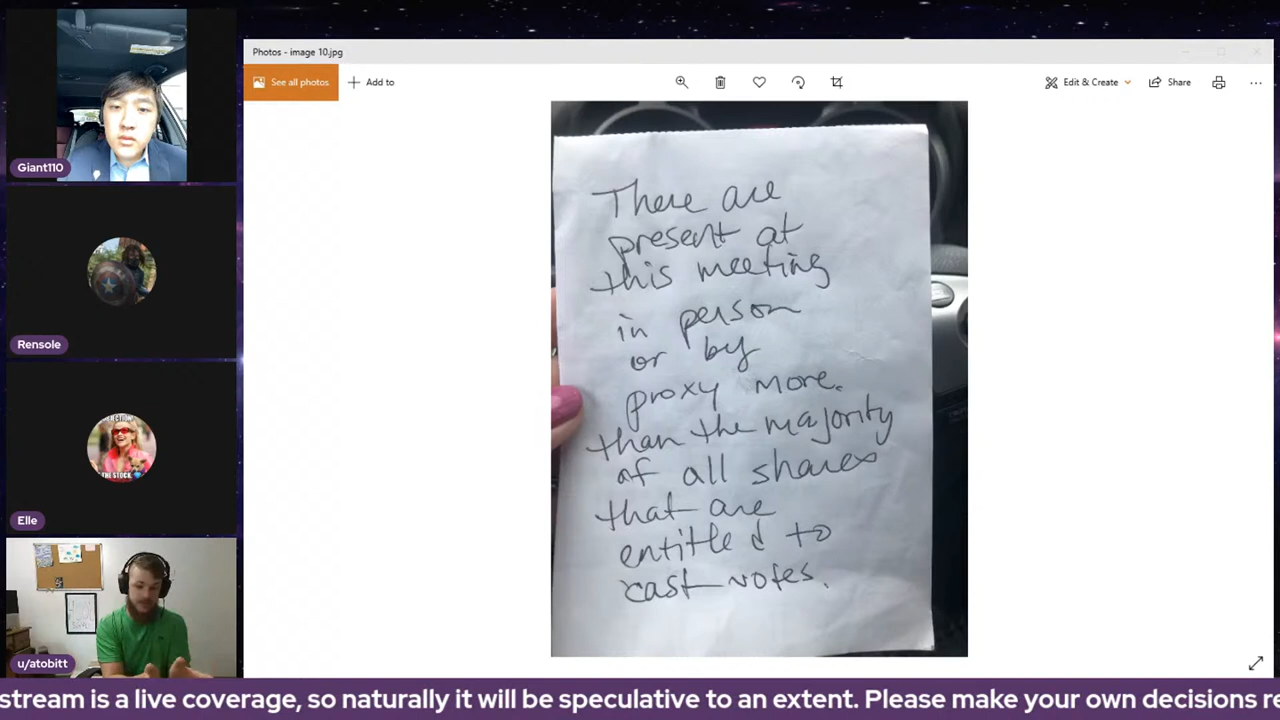 Photos - image 10.jpg
See all photos
Add to
Edit & Create
Share
Giant110
Rensole
Elle
THE STOCK
u/atobitt
There are
present at
this meeting
in person
or by
proxy more.
than the majority
of all shares
that are
entitled to
cast votes.
stream is a live coverage, so naturally it will be speculative to an extent. Please make your own decisions re